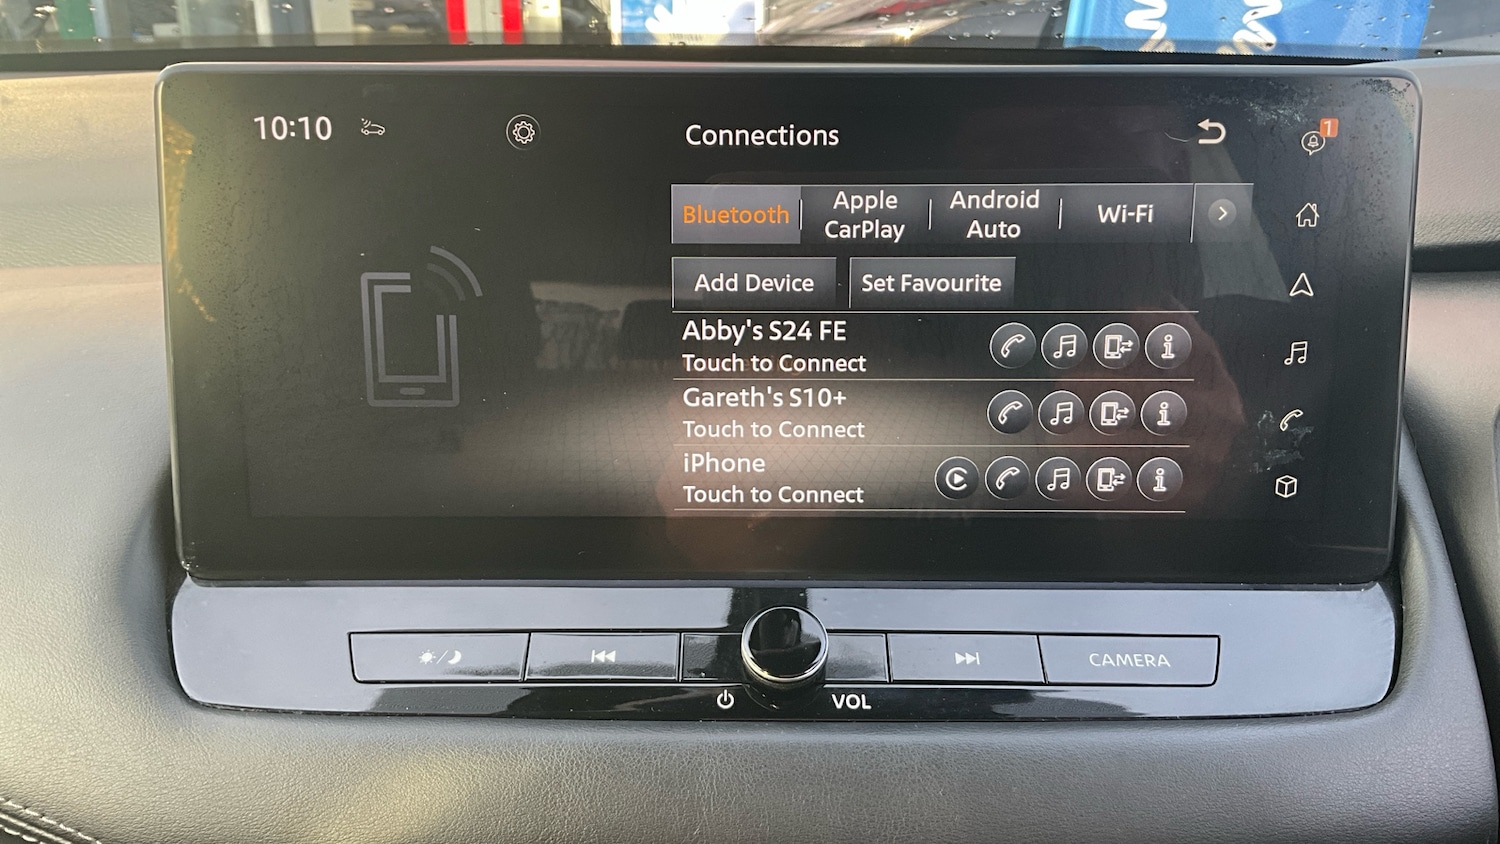 10:10
Connections
1
Bluetooth
Apple
CarPlay
Android
Auto
Wi-Fi
Add Device
Set Favourite
Abby's S24 FE
Touch to Connect
Gareth's S10+
Touch to Connect
iPhone
Touch to Connect
CAMERA
VOL